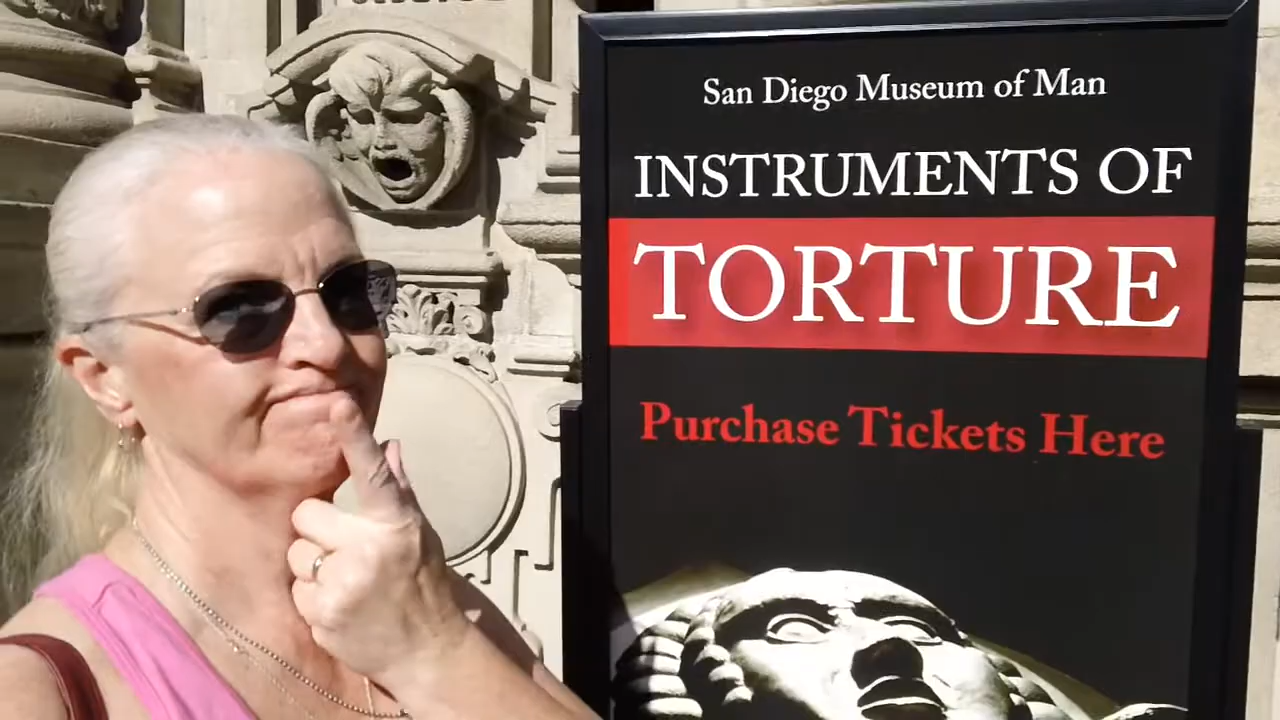 San Diego Museum of Man
INSTRUMENTS OF
TORTURE
Purchase Tickets Here